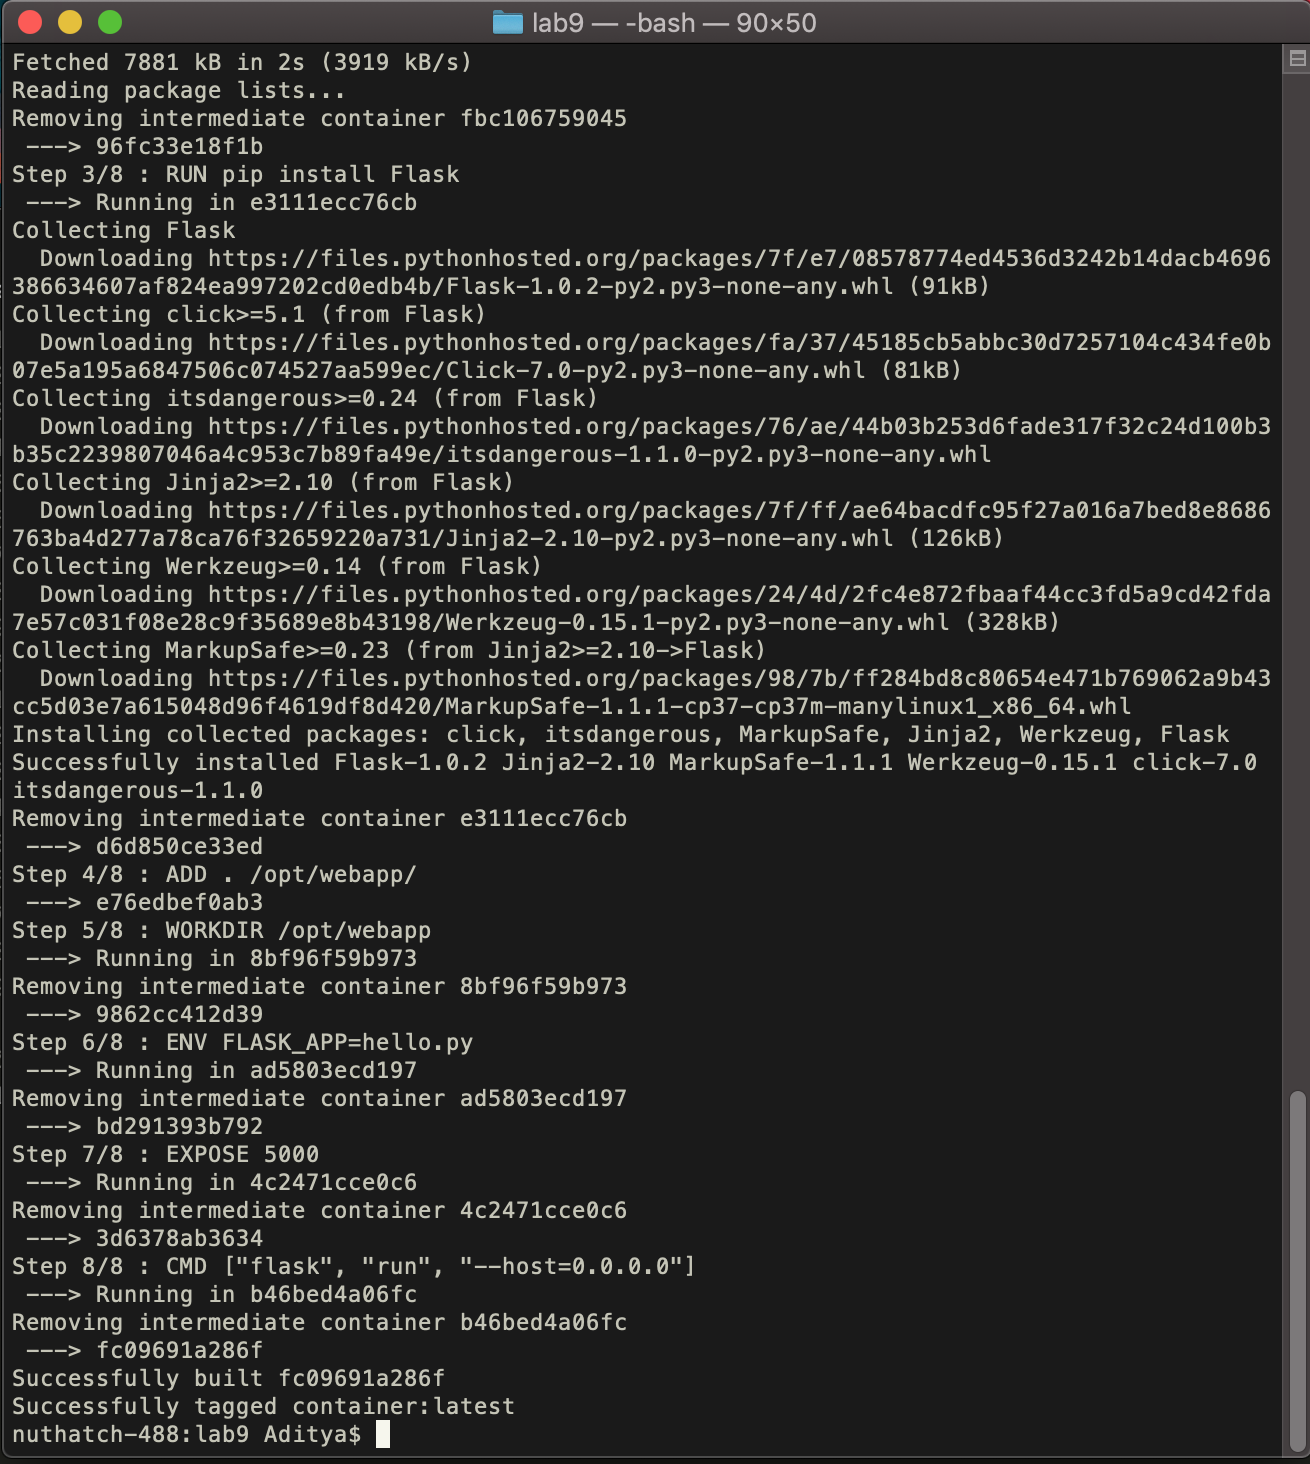 lab9 — -bash — 90×50
Fetched 7881 kB in 2s (3919 kB/s)
Reading package lists...
Removing intermediate container fbc106759045
 ---> 96fc33e18f1b
Step 3/8 : RUN pip install Flask
 ---> Running in e3111ecc76cb
Collecting Flask
  Downloading https://files.pythonhosted.org/packages/7f/e7/08578774ed4536d3242b14dacb4696
386634607af824ea997202cd0edb4b/Flask-1.0.2-py2.py3-none-any.whl (91kB)
Collecting click>=5.1 (from Flask)
  Downloading https://files.pythonhosted.org/packages/fa/37/45185cb5abbc30d7257104c434fe0b
07e5a195a6847506c074527aa599ec/Click-7.0-py2.py3-none-any.whl (81kB)
Collecting itsdangerous>=0.24 (from Flask)
  Downloading https://files.pythonhosted.org/packages/76/ae/44b03b253d6fade317f32c24d100b3
b35c2239807046a4c953c7b89fa49e/itsdangerous-1.1.0-py2.py3-none-any.whl
Collecting Jinja2>=2.10 (from Flask)
  Downloading https://files.pythonhosted.org/packages/7f/ff/ae64bacdfc95f27a016a7bed8e8686
763ba4d277a78ca76f32659220a731/Jinja2-2.10-py2.py3-none-any.whl (126kB)
Collecting Werkzeug>=0.14 (from Flask)
  Downloading https://files.pythonhosted.org/packages/24/4d/2fc4e872fbaaf44cc3fd5a9cd42fda
7e57c031f08e28c9f35689e8b43198/Werkzeug-0.15.1-py2.py3-none-any.whl (328kB)
Collecting MarkupSafe>=0.23 (from Jinja2>=2.10->Flask)
  Downloading https://files.pythonhosted.org/packages/98/7b/ff284bd8c80654e471b769062a9b43
cc5d03e7a615048d96f4619df8d420/MarkupSafe-1.1.1-cp37-cp37m-manylinux1_x86_64.whl
Installing collected packages: click, itsdangerous, MarkupSafe, Jinja2, Werkzeug, Flask
Successfully installed Flask-1.0.2 Jinja2-2.10 MarkupSafe-1.1.1 Werkzeug-0.15.1 click-7.0
itsdangerous-1.1.0
Removing intermediate container e3111ecc76cb
 ---> d6d850ce33ed
Step 4/8 : ADD . /opt/webapp/
 ---> e76edbef0ab3
Step 5/8 : WORKDIR /opt/webapp
 ---> Running in 8bf96f59b973
Removing intermediate container 8bf96f59b973
 ---> 9862cc412d39
Step 6/8 : ENV FLASK_APP=hello.py
 ---> Running in ad5803ecd197
Removing intermediate container ad5803ecd197
 ---> bd291393b792
Step 7/8 : EXPOSE 5000
 ---> Running in 4c2471cce0c6
Removing intermediate container 4c2471cce0c6
 ---> 3d6378ab3634
Step 8/8 : CMD ["flask", "run", "--host=0.0.0.0"]
 ---> Running in b46bed4a06fc
Removing intermediate container b46bed4a06fc
 ---> fc09691a286f
Successfully built fc09691a286f
Successfully tagged container:latest
nuthatch-488:lab9 Aditya$